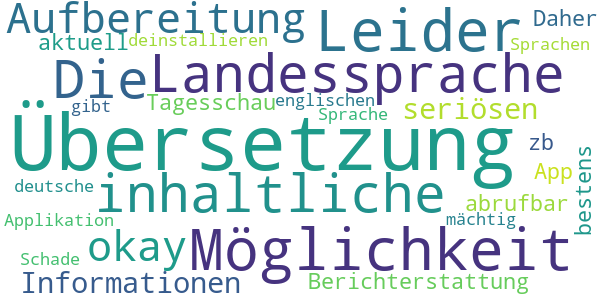 Aufbereitung Leider Daher
aktuell deinstallieren Sprachen
Die Landessprache
gibt Tagesschau englischen seriösen
Sprache
Übersetzung zb
App
deutsche inhaltliche abrufbar bestens
Applikation mächtig
okay Möglichkeit
Schade
Informationen Berichterstattung